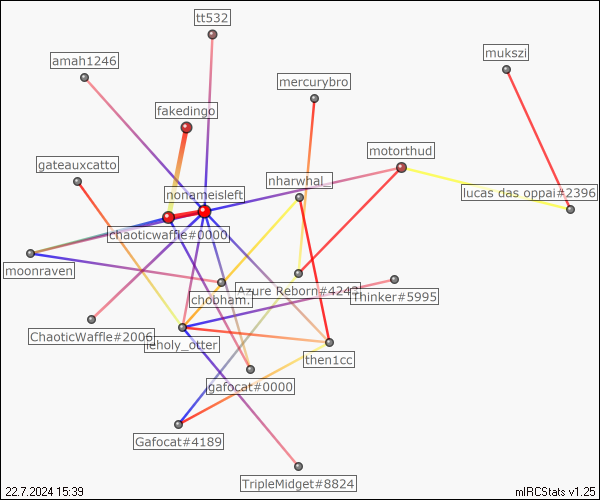 tt532
amah1246
mukszi
mercurybro
fakedingo
motorthud
gateauxcatto
nharwhal_
nonameisleft
lucas das oppai#2396
chaoticwaffle#0000
moonraven
Azure Reborn#4242
Thinker#5995
chobham.
ChaoticWaffle#2006
leholy_otter
then1cc
gafocat#0000
Gafocat#4189
TripleMidget#8824
22.7.2024 15:39
mIRCStats v1.25